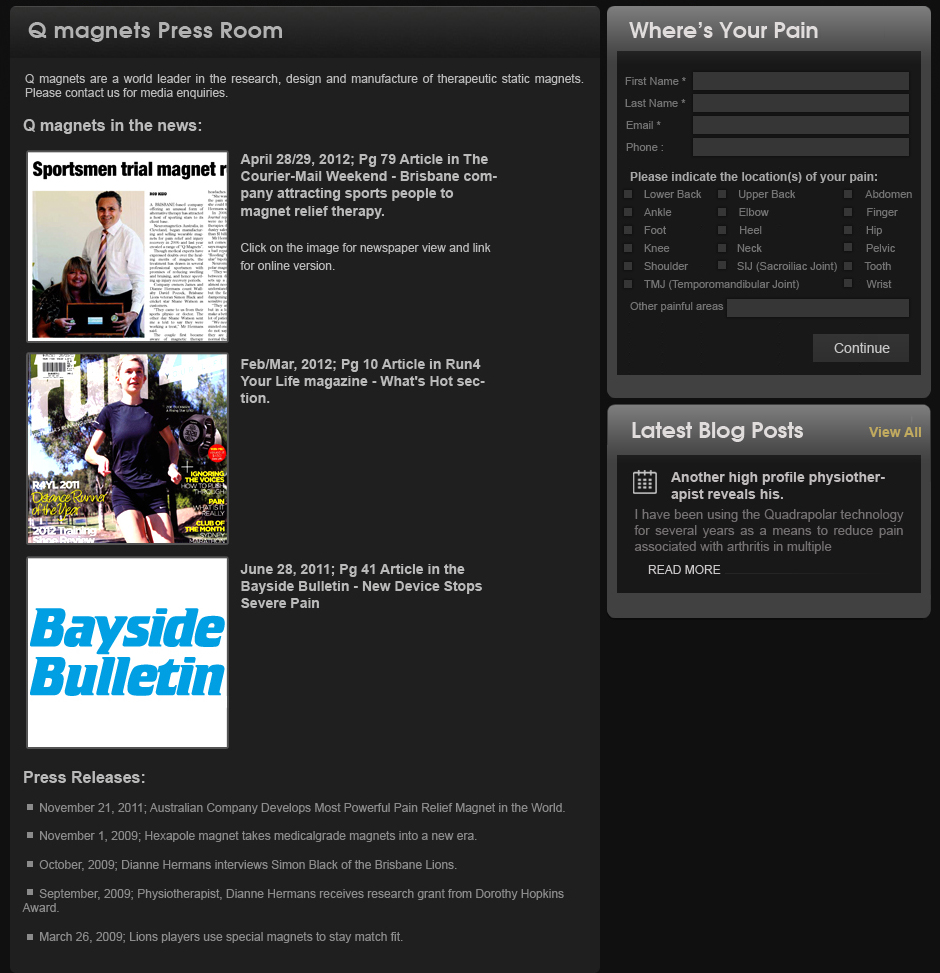 Q magnets Press Room
Q magnets are a world leader in the research, design and manufacture of therapeutic static magnets.
Please contact us for media enquiries.
Q magnets in the news:
Sportsmen trial magnet r
April 28/29, 2012; Pg 79 Article in The
Courier-Mail Weekend - Brisbane com-
pany attracting sports people to
magnet relief therapy.
Click on the image for newspaper view and link
for online version.
R4YL 2011
Distance Runner
of the Year
2012 Training
Shoe Review
IGNORING
THE VOICES
HOW TO PUSH
THROUGH
PAIN
WHAT IS IT
REALLY
CLUB OF
THE MONTH
SYDNEY
Feb/Mar, 2012; Pg 10 Article in Run4
Your Life magazine - What's Hot sec-
tion.
Bayside
Bulletin
June 28, 2011; Pg 41 Article in the
Bayside Bulletin - New Device Stops
Severe Pain
Press Releases:
November 21, 2011; Australian Company Develops Most Powerful Pain Relief Magnet in the World.
November 1, 2009; Hexapole magnet takes medicalgrade magnets into a new era.
October, 2009; Dianne Hermans interviews Simon Black of the Brisbane Lions.
September, 2009; Physiotherapist, Dianne Hermans receives research grant from Dorothy Hopkins
Award.
March 26, 2009; Lions players use special magnets to stay match fit.
Where's Your Pain
First Name *
Last Name *
Email *
Phone :
Please indicate the location(s) of your pain:
Lower Back Upper Back Abdomen
Ankle Elbow Finger
Foot Heel Hip
Knee Neck Pelvic
Shoulder SIJ (Sacroiliac Joint) Tooth
TMJ (Temporomandibular Joint) Wrist
Other painful areas
Continue
Latest Blog Posts View All
Another high profile physiother-
apist reveals his.
I have been using the Quadrapolar technology
for several years as a means to reduce pain
associated with arthritis in multiple
READ MORE